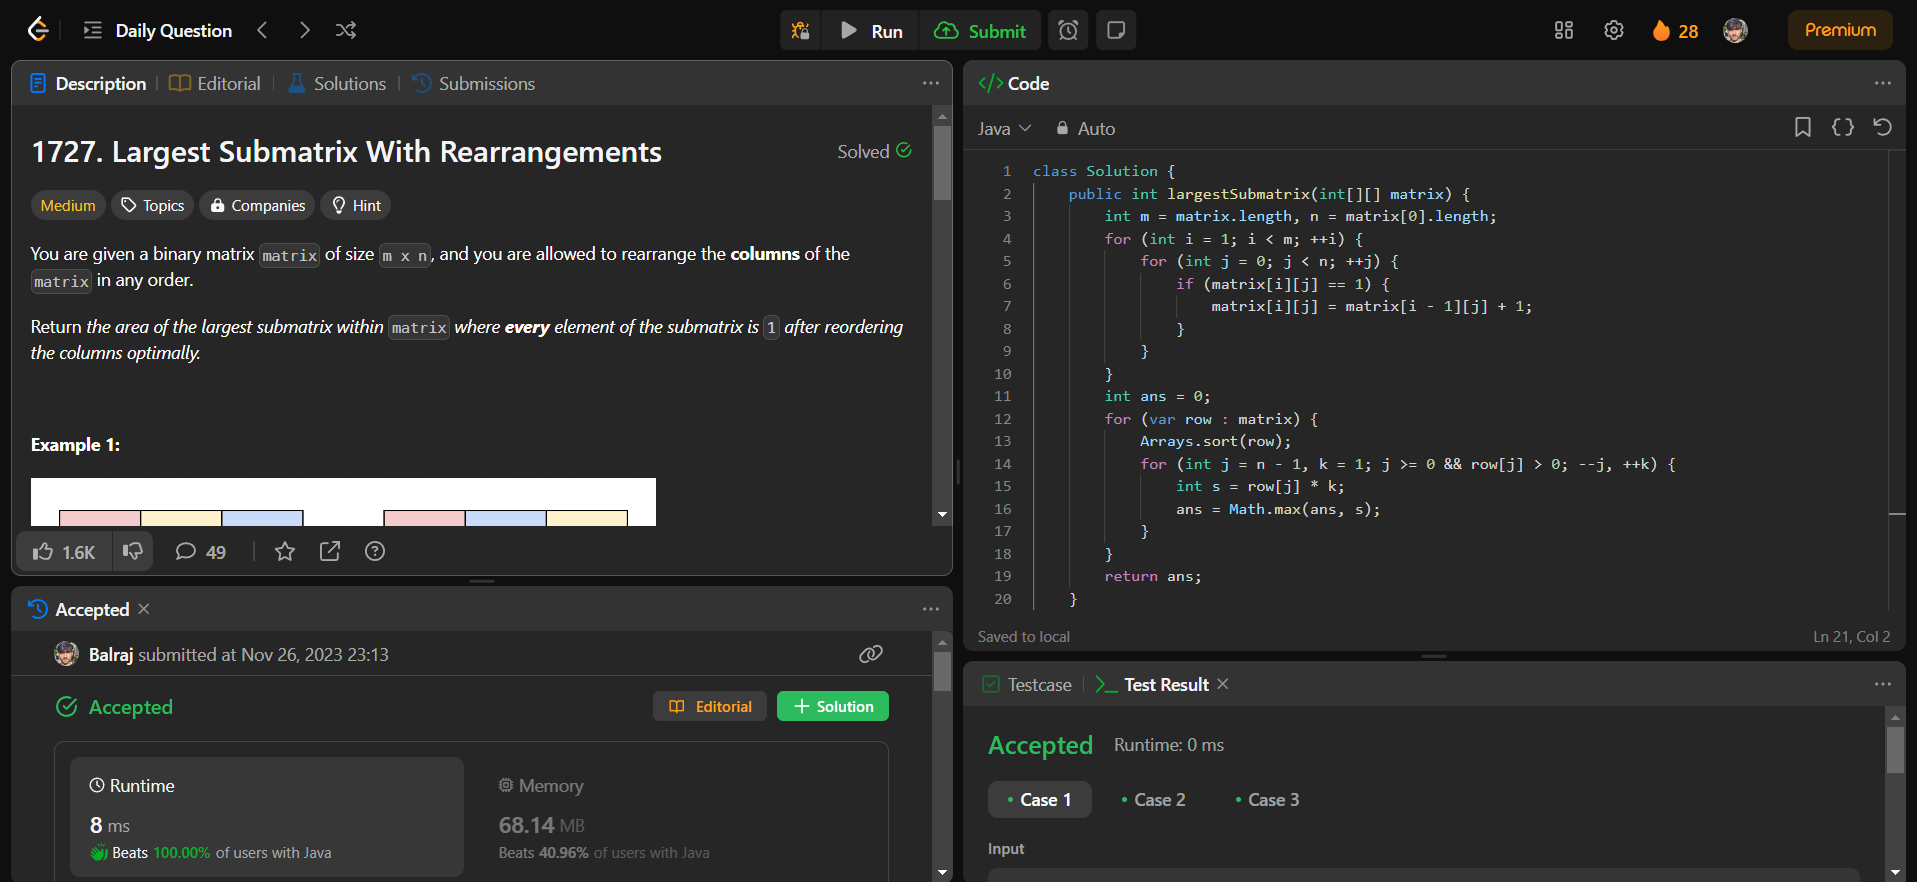 Daily Question
Run
Submit
28
Premium
Description
Editorial
Solutions
Submissions
1727. Largest Submatrix With Rearrangements
Solved
Medium
Topics
Companies
Hint
You are given a binary matrix matrix of size m x n, and you are allowed to rearrange the columns of the
matrix in any order.
Return the area of the largest submatrix within matrix where every element of the submatrix is 1 after reordering
the columns optimally.
Example 1:
1.6K
49
Accepted
Balraj submitted at Nov 26, 2023 23:13
Accepted
Editorial
Solution
Runtime
8 ms
Beats 100.00% of users with Java
Memory
68.14 MB
Beats 40.96% of users with Java
</> Code
Java
Auto
1 class Solution {
2 public int largestSubmatrix(int[][] matrix) {
3 int m = matrix.length, n = matrix[0].length;
4 for (int i = 1; i < m; ++i) {
5 for (int j = 0; j < n; ++j) {
6 if (matrix[i][j] == 1) {
7 matrix[i][j] = matrix[i - 1][j] + 1;
8 }
9 }
10 }
11 int ans = 0;
12 for (var row : matrix) {
13 Arrays.sort(row);
14 for (int j = n - 1, k = 1; j >= 0 && row[j] > 0; --j, ++k) {
15 int s = row[j] * k;
16 ans = Math.max(ans, s);
17 }
18 }
19 return ans;
20 }
Saved to local
Ln 21, Col 2
Testcase
Test Result
Accepted
Runtime: 0 ms
Case 1
Case 2
Case 3
Input